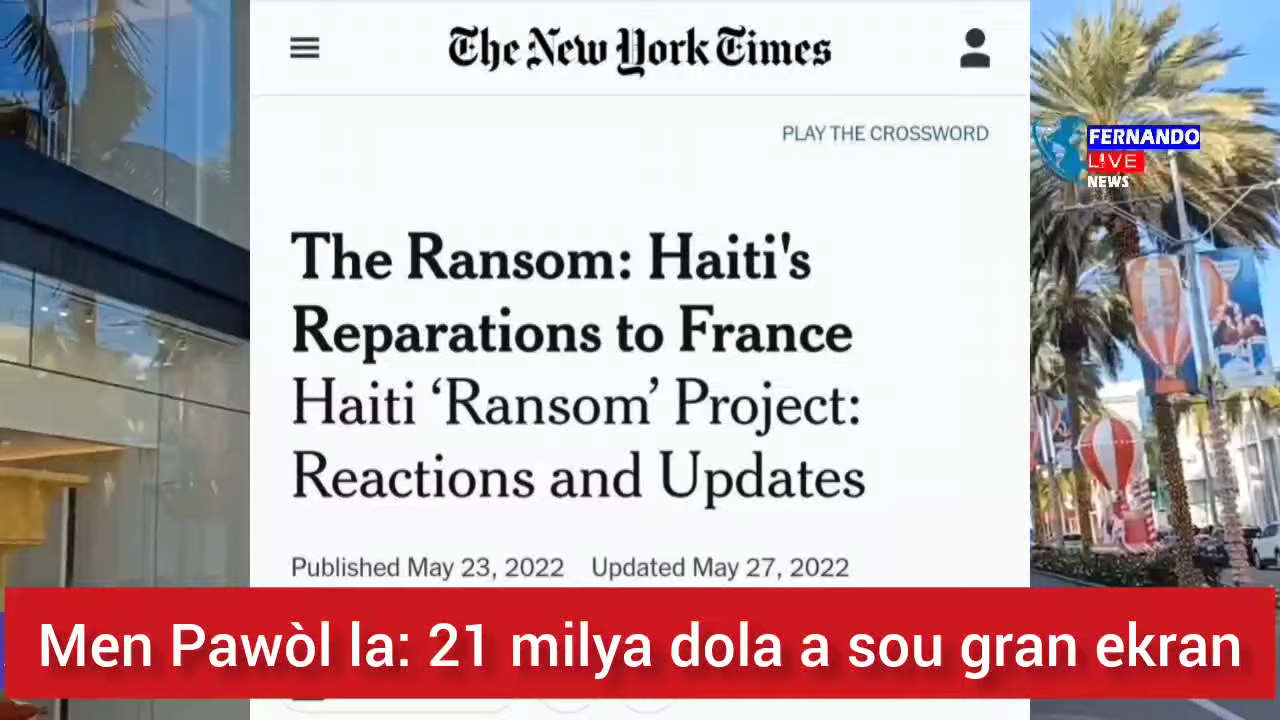 The New York Times
PLAY THE CROSSWORD
FERNANDO
L!VE
NEWS
The Ransom: Haiti's
Reparations to France
Haiti ‘Ransom’ Project:
Reactions and Updates
Published May 23, 2022 Updated May 27, 2022
Men Pawòl la: 21 milya dola a sou gran ekran